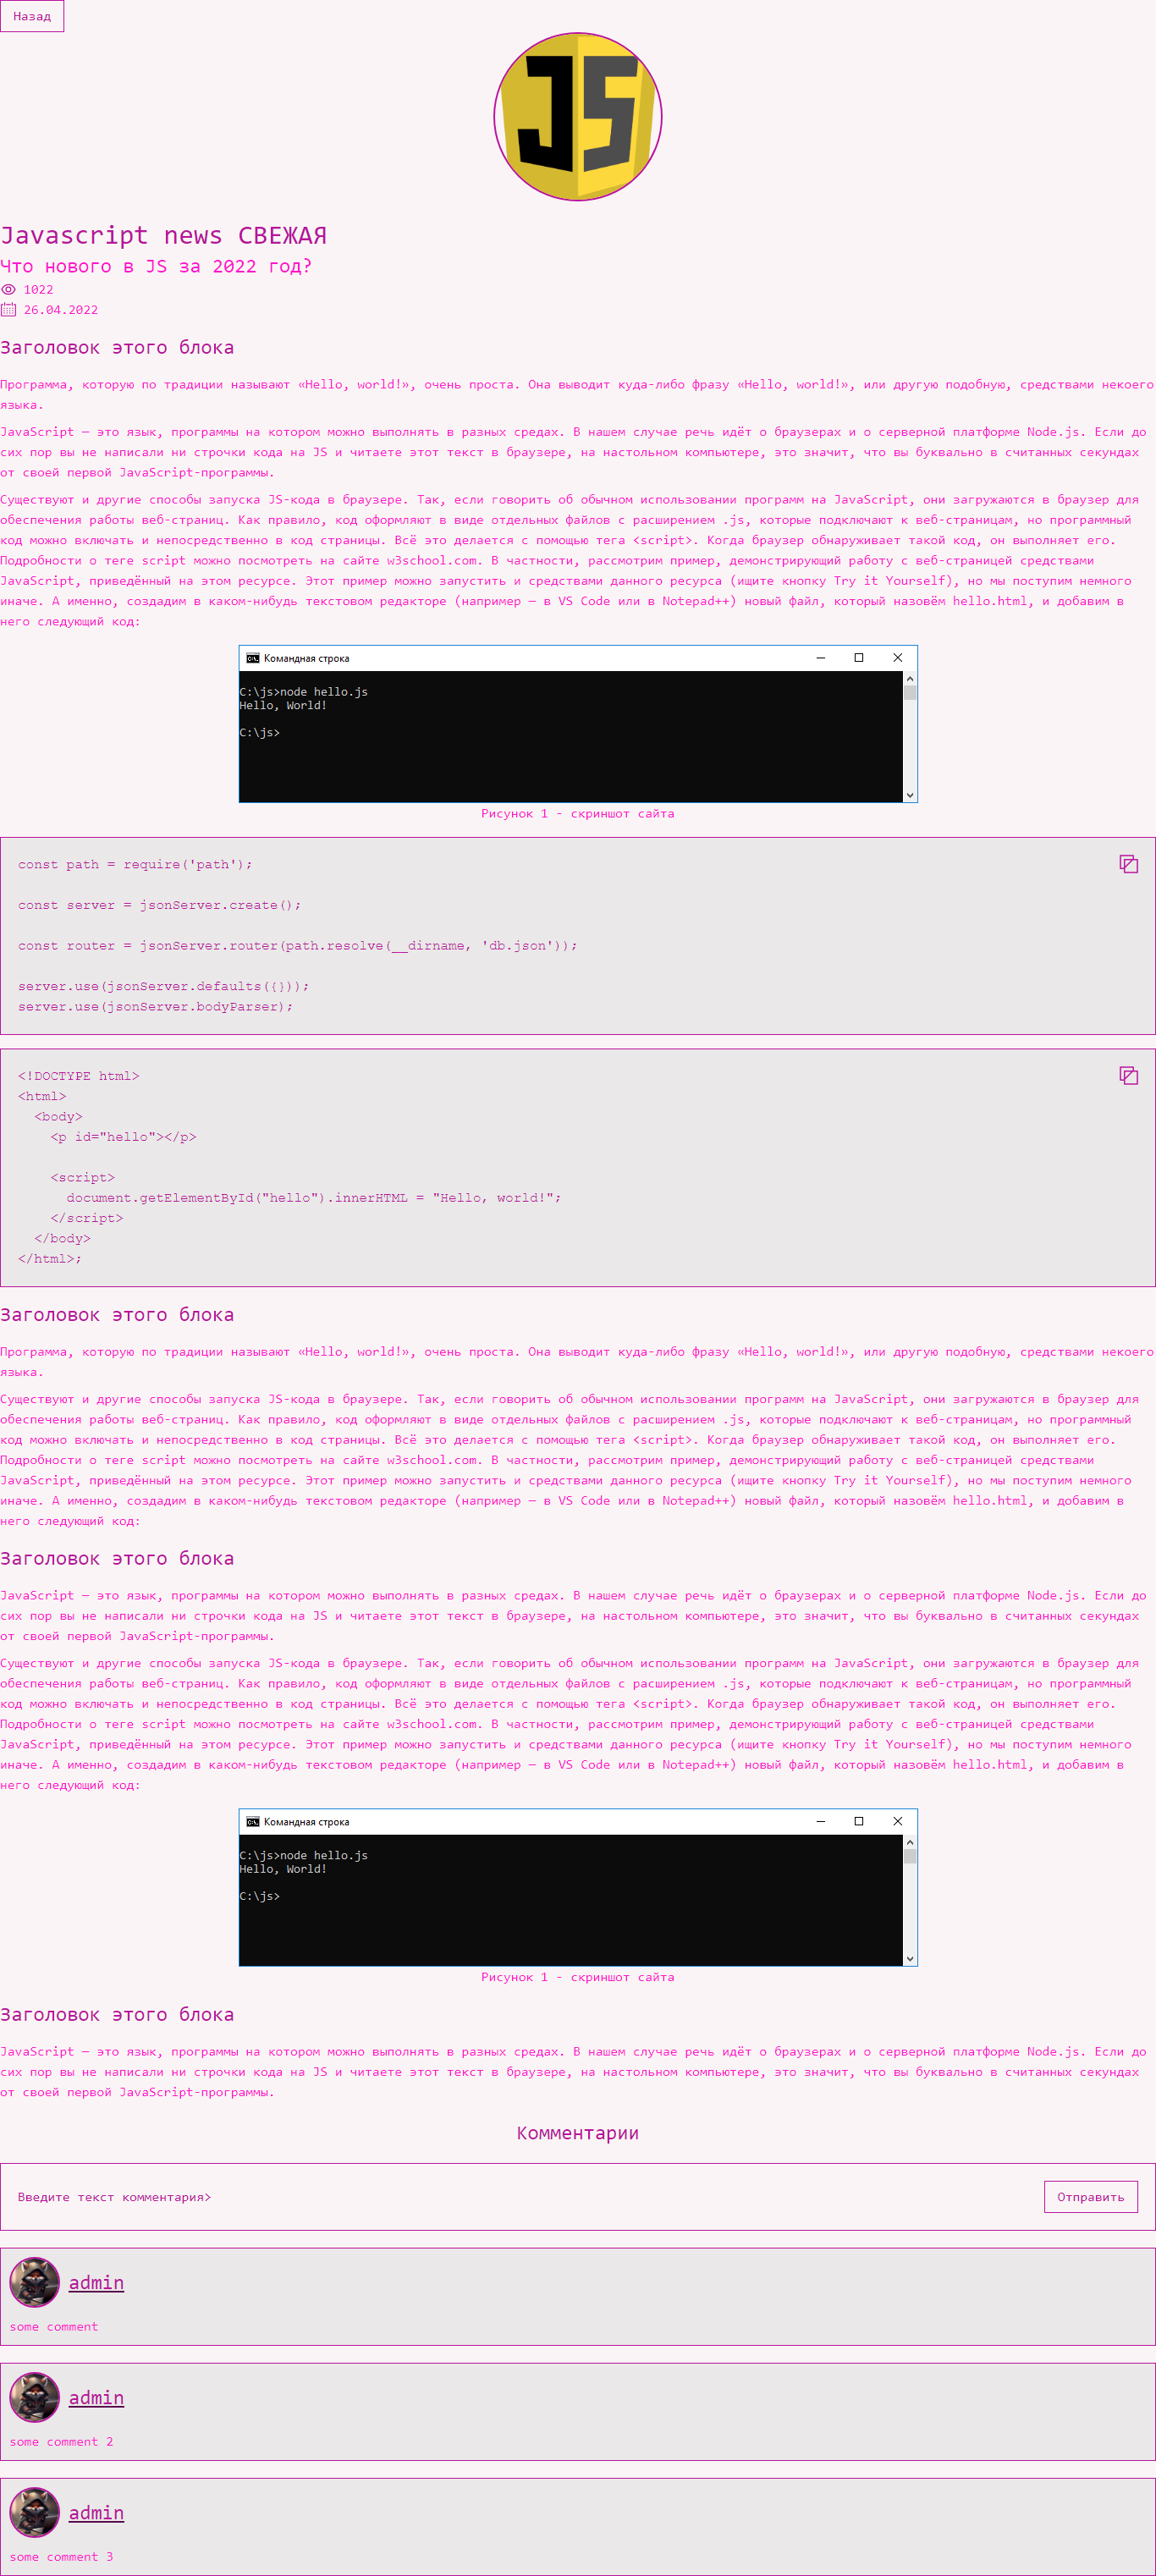 Назад
JS
Javascript news СВЕЖАЯ
Что нового в JS за 2022 год?
1022
26.04.2022
Заголовок этого блока
Программа, которую по традиции называют «Hello, world!», очень проста. Она выводит куда-либо фразу «Hello, world!», или другую подобную, средствами некоего
языка.
JavaScript — это язык, программы на котором можно выполнять в разных средах. В нашем случае речь идёт о браузерах и о серверной платформе Node.js. Если до
сих пор вы не написали ни строчки кода на JS и читаете этот текст в браузере, на настольном компьютере, это значит, что вы буквально в считанных секундах
от своей первой JavaScript-программы.
Существуют и другие способы запуска JS-кода в браузере. Так, если говорить об обычном использовании программ на JavaScript, они загружаются в браузер для
обеспечения работы веб-страниц. Как правило, код оформляют в виде отдельных файлов с расширением .js, которые подключают к веб-страницам, но программный
код можно включать и непосредственно в код страницы. Всё это делается с помощью тега <script>. Когда браузер обнаруживает такой код, он выполняет его.
Подробности о теге script можно посмотреть на сайте w3school.com. В частности, рассмотрим пример, демонстрирующий работу с веб-страницей средствами
JavaScript, приведённый на этом ресурсе. Этот пример можно запустить и средствами данного ресурса (ищите кнопку Try it Yourself), но мы поступим немного
иначе. А именно, создадим в каком-нибудь текстовом редакторе (например — в VS Code или в Notepad++) новый файл, который назовём hello.html, и добавим в
него следующий код:
Командная строка
C:\js>node hello.js
Hello, World!
C:\js>
Рисунок 1 - скриншот сайта
const path = require('path');
const server = jsonServer.create();
const router = jsonServer.router(path.resolve(__dirname, 'db.json'));
server.use(jsonServer.defaults({}));
server.use(jsonServer.bodyParser);
<!DOCTYPE html>
<html>
  <body>
    <p id="hello"></p>
    <script>
      document.getElementById("hello").innerHTML = "Hello, world!";
    </script>
  </body>
</html>;
Заголовок этого блока
Программа, которую по традиции называют «Hello, world!», очень проста. Она выводит куда-либо фразу «Hello, world!», или другую подобную, средствами некоего
языка.
Существуют и другие способы запуска JS-кода в браузере. Так, если говорить об обычном использовании программ на JavaScript, они загружаются в браузер для
обеспечения работы веб-страниц. Как правило, код оформляют в виде отдельных файлов с расширением .js, которые подключают к веб-страницам, но программный
код можно включать и непосредственно в код страницы. Всё это делается с помощью тега <script>. Когда браузер обнаруживает такой код, он выполняет его.
Подробности о теге script можно посмотреть на сайте w3school.com. В частности, рассмотрим пример, демонстрирующий работу с веб-страницей средствами
JavaScript, приведённый на этом ресурсе. Этот пример можно запустить и средствами данного ресурса (ищите кнопку Try it Yourself), но мы поступим немного
иначе. А именно, создадим в каком-нибудь текстовом редакторе (например — в VS Code или в Notepad++) новый файл, который назовём hello.html, и добавим в
него следующий код:
Заголовок этого блока
JavaScript — это язык, программы на котором можно выполнять в разных средах. В нашем случае речь идёт о браузерах и о серверной платформе Node.js. Если до
сих пор вы не написали ни строчки кода на JS и читаете этот текст в браузере, на настольном компьютере, это значит, что вы буквально в считанных секундах
от своей первой JavaScript-программы.
Существуют и другие способы запуска JS-кода в браузере. Так, если говорить об обычном использовании программ на JavaScript, они загружаются в браузер для
обеспечения работы веб-страниц. Как правило, код оформляют в виде отдельных файлов с расширением .js, которые подключают к веб-страницам, но программный
код можно включать и непосредственно в код страницы. Всё это делается с помощью тега <script>. Когда браузер обнаруживает такой код, он выполняет его.
Подробности о теге script можно посмотреть на сайте w3school.com. В частности, рассмотрим пример, демонстрирующий работу с веб-страницей средствами
JavaScript, приведённый на этом ресурсе. Этот пример можно запустить и средствами данного ресурса (ищите кнопку Try it Yourself), но мы поступим немного
иначе. А именно, создадим в каком-нибудь текстовом редакторе (например — в VS Code или в Notepad++) новый файл, который назовём hello.html, и добавим в
него следующий код:
Командная строка
C:\js>node hello.js
Hello, World!
C:\js>
Рисунок 1 - скриншот сайта
Заголовок этого блока
JavaScript — это язык, программы на котором можно выполнять в разных средах. В нашем случае речь идёт о браузерах и о серверной платформе Node.js. Если до
сих пор вы не написали ни строчки кода на JS и читаете этот текст в браузере, на настольном компьютере, это значит, что вы буквально в считанных секундах
от своей первой JavaScript-программы.
Комментарии
Введите текст комментария>
Отправить
admin
some comment
admin
some comment 2
admin
some comment 3